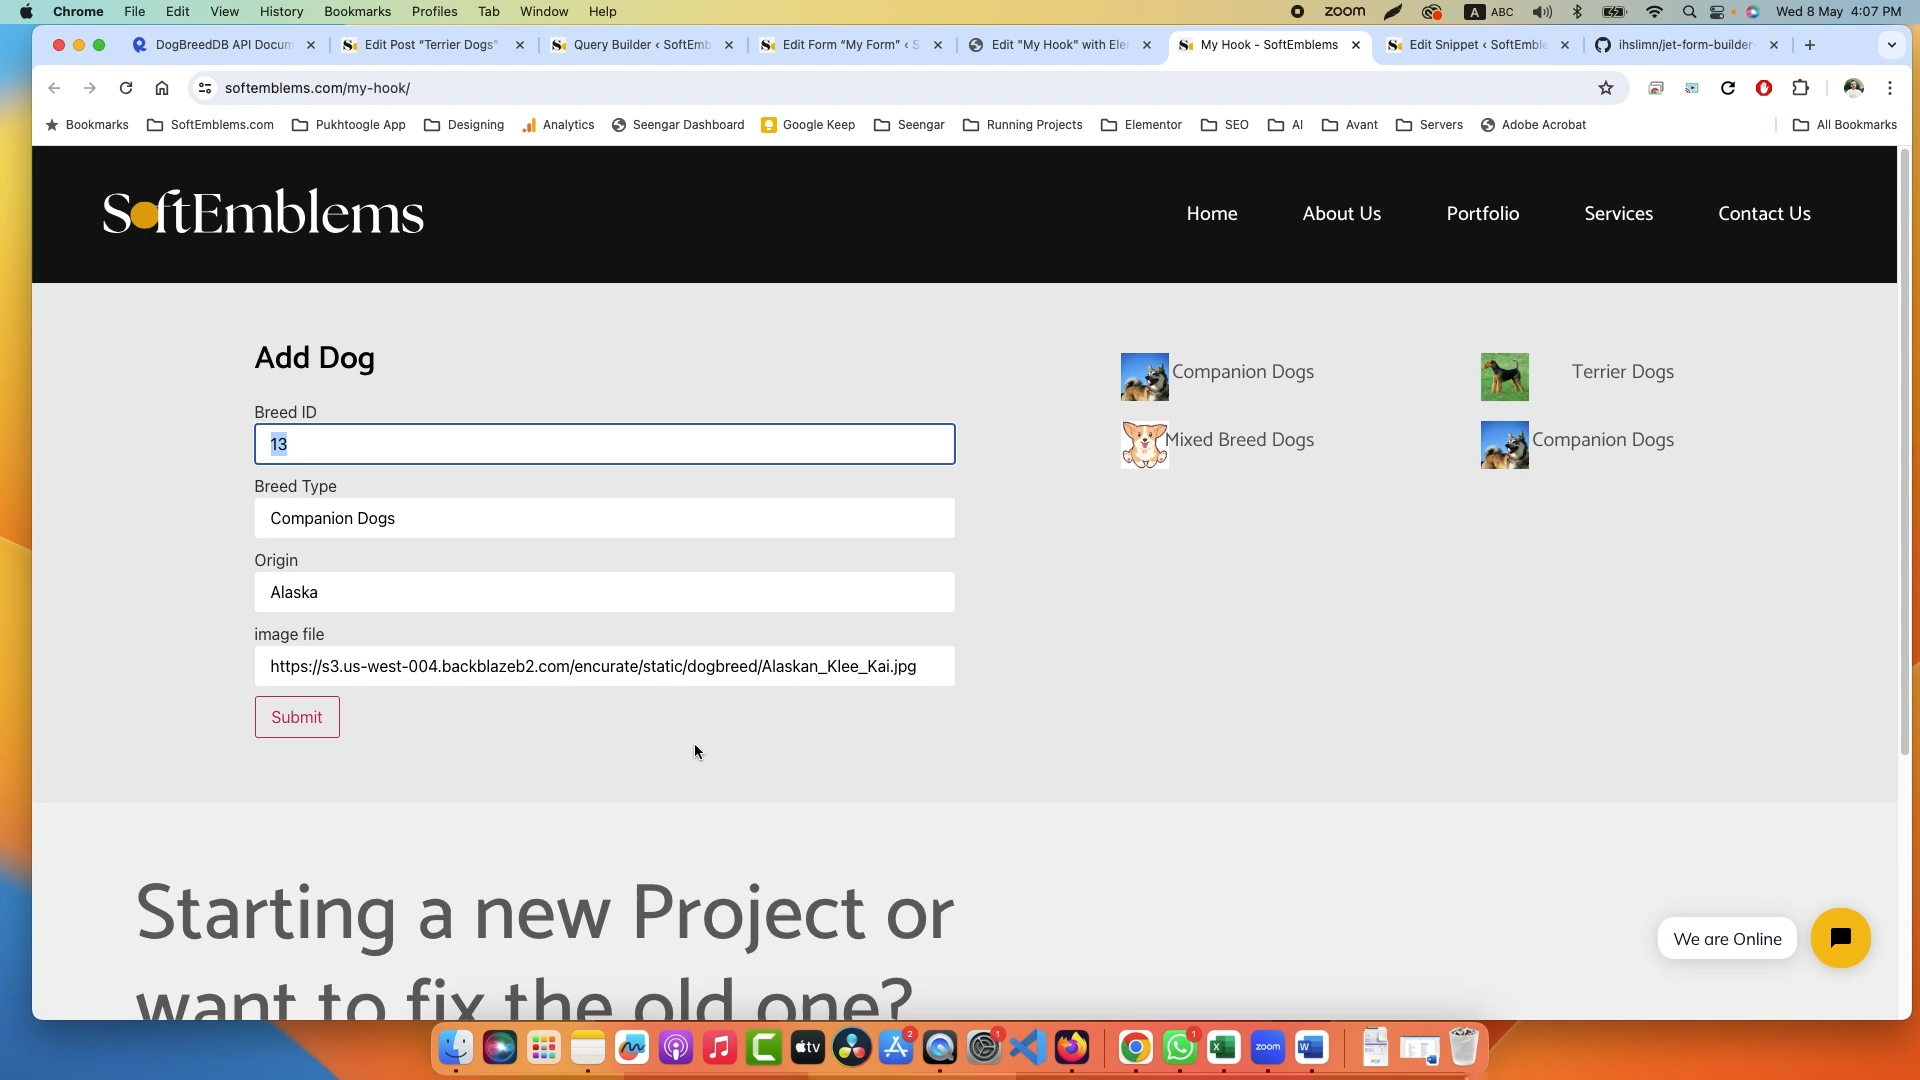 Chrome File Edit View History Bookmarks Profiles Tab Window Help zoom A ABC Wed 8 May 4:07 PM
DogBreedDB API Docum Edit Post “Terrier Dogs” Query Builder ‹ SoftEmb Edit Form “My Form” ‹ S Edit "My Hook" with Ele My Hook - SoftEmblems Edit Snippet ‹ SoftEmble ihslimn/jet-form-builder-
softemblems.com/my-hook/
Bookmarks SoftEmblems.com Pukhtoogle App Designing Analytics Seengar Dashboard Google Keep Seengar Running Projects Elementor SEO AI Avant Servers Adobe Acrobat All Bookmarks
SoftEmblems
Home About Us Portfolio Services Contact Us
Add Dog
Breed ID
13
Breed Type
Companion Dogs
Origin
Alaska
image file
https://s3.us-west-004.backblazeb2.com/encurate/static/dogbreed/Alaskan_Klee_Kai.jpg
Submit
Companion Dogs Terrier Dogs
Mixed Breed Dogs Companion Dogs
Starting a new Project or
want to fix the old one?
We are Online
tv 2 1 1 zoom